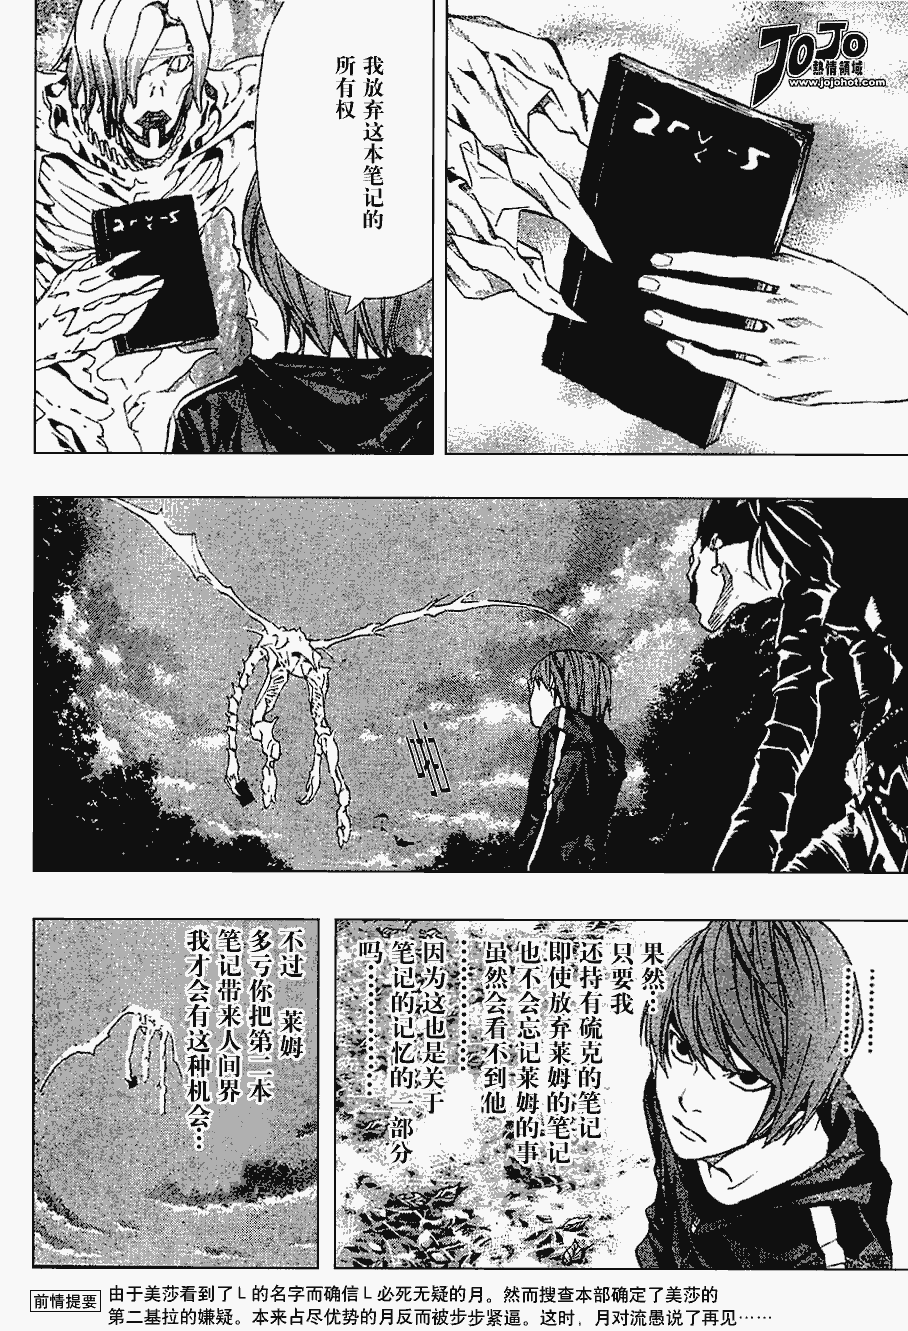 JOJO
熱情領域
www.jojohot.com
我放弃这本笔记的
所有权
…………
果然…
只要我
还持有硫克的笔记
即使放弃莱姆的笔记
也不会忘记莱姆的事
虽然会看不到他
…………
因为这也是关于
笔记的记忆的一部分
吗…………
不过 莱姆
多亏你把第二本
笔记带来人间界
我才会有这种机会…
前情提要
由于美莎看到了L的名字而确信L必死无疑的月。然而搜查本部确定了美莎的
第二基拉的嫌疑。本来占尽优势的月反而被步步紧逼。这时，月对流愚说了再见……